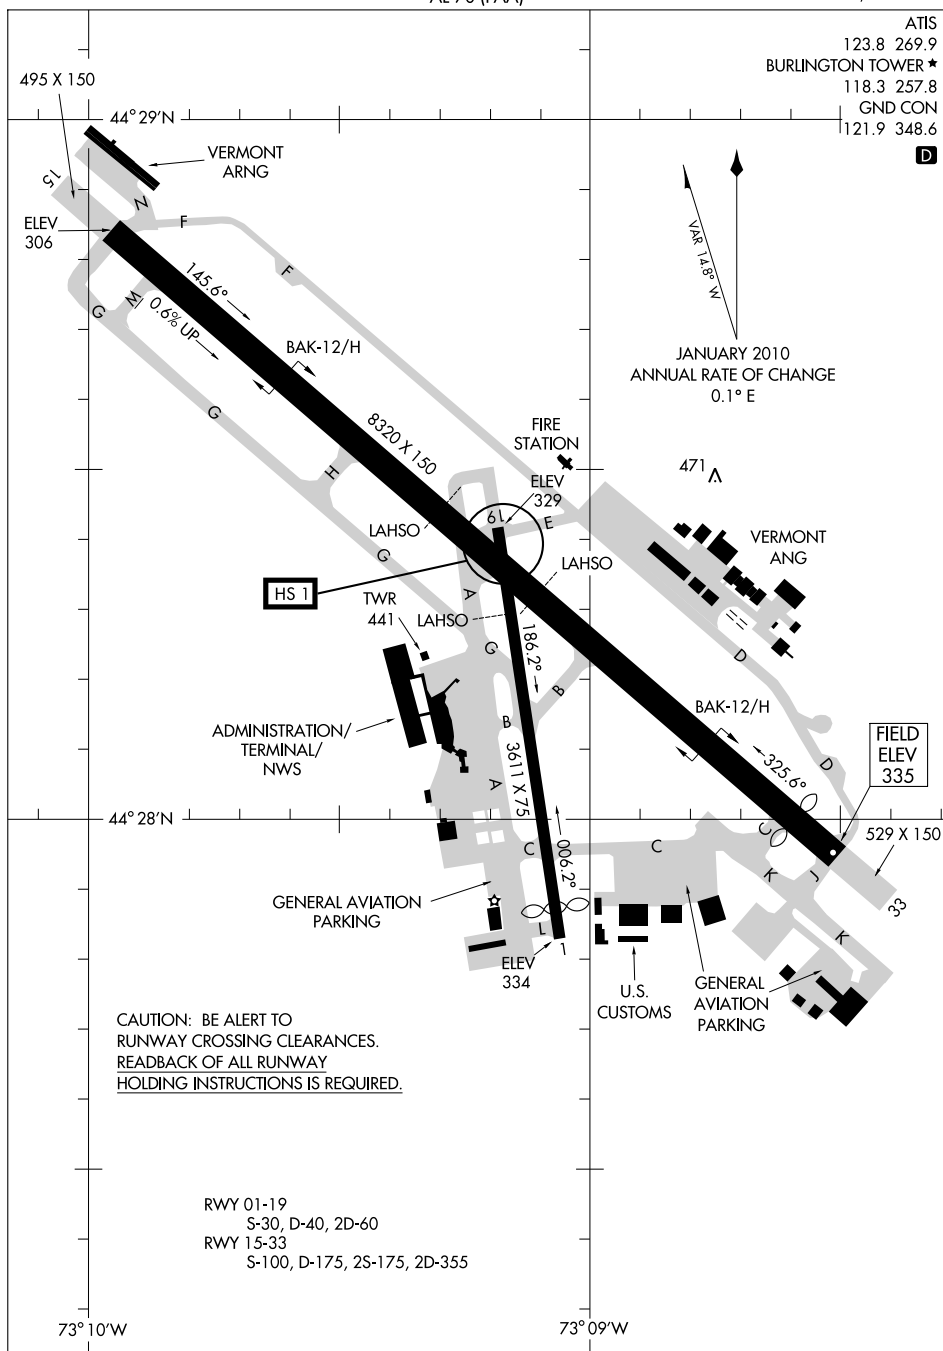 ATIS
123.8 269.9
BURLINGTON TOWER ★
118.3 257.8
GND CON
121.9 348.6
D
495 X 150
44°29'N
VERMONT
ARNG
15
N
F
ELEV
306
VAR 14.8° W
F
145.6°
G
M
0.6% UP
BAK-12/H
JANUARY 2010
ANNUAL RATE OF CHANGE
0.1° E
G
8320 X 150
FIRE
STATION
H
471
ELEV
329
19
E
LAHSO
G
VERMONT
ANG
LAHSO
HS 1
A
TWR
441
LAHSO
186.2°
G
D
B
BAK-12/H
B
ADMINISTRATION/
TERMINAL/
NWS
3611 X 75
325.6°
D
FIELD
ELEV
335
A
44°28'N
529 X 150
C
C
006.2°
C
K
J
GENERAL AVIATION
PARKING
33
L
1
K
ELEV
334
U.S.
CUSTOMS
GENERAL
AVIATION
PARKING
CAUTION: BE ALERT TO
RUNWAY CROSSING CLEARANCES.
READBACK OF ALL RUNWAY
HOLDING INSTRUCTIONS IS REQUIRED.
RWY 01-19
S-30, D-40, 2D-60
RWY 15-33
S-100, D-175, 2S-175, 2D-355
73°10'W
73°09'W